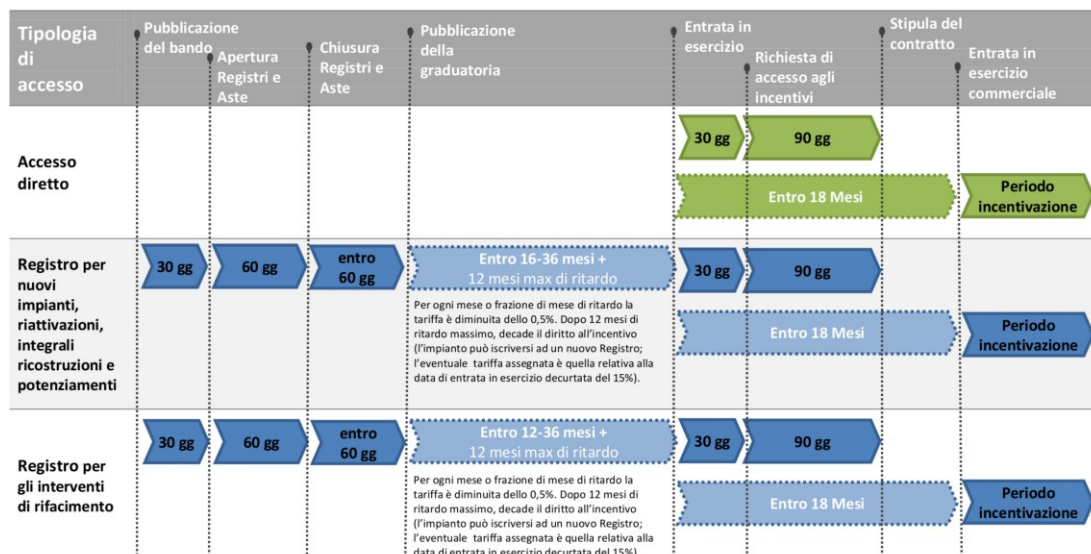 Tipologia
di
accesso
Pubblicazione
del bando
Apertura
Registri e
Aste
Chiusura
Registri e
Aste
Pubblicazione
della
graduatoria
Entrata in
esercizio
Richiesta di
accesso agli
incentivi
Stipula del
contratto
Entrata in
esercizio
commerciale
Accesso
diretto
30 gg
90 gg
Entro 18 Mesi
Periodo
incentivazione
Registro per
nuovi
impianti,
riattivazioni,
integrali
ricostruzioni e
potenziamenti
30 gg
60 gg
entro
60 gg
Entro 16-36 mesi +
12 mesi max di ritardo
Per ogni mese o frazione di mese di ritardo la
tariffa è diminuita dello 0,5%. Dopo 12 mesi di
ritardo massimo, decade il diritto all'incentivo
(l'impianto può iscriversi ad un nuovo Registro;
l'eventuale tariffa assegnata è quella relativa alla
data di entrata in esercizio decurtata del 15%).
30 gg
90 gg
Entro 18 Mesi
Periodo
incentivazione
Registro per
gli interventi
di rifacimento
30 gg
60 gg
entro
60 gg
Entro 12-36 mesi +
12 mesi max di ritardo
Per ogni mese o frazione di mese di ritardo la
tariffa è diminuita dello 0,5%. Dopo 12 mesi di
ritardo massimo, decade il diritto all'incentivo
(l'impianto può iscriversi ad un nuovo Registro;
l'eventuale tariffa assegnata è quella relativa alla
data di entrata in esercizio decurtata del 15%)
30 gg
90 gg
Entro 18 Mesi
Periodo
incentivazione